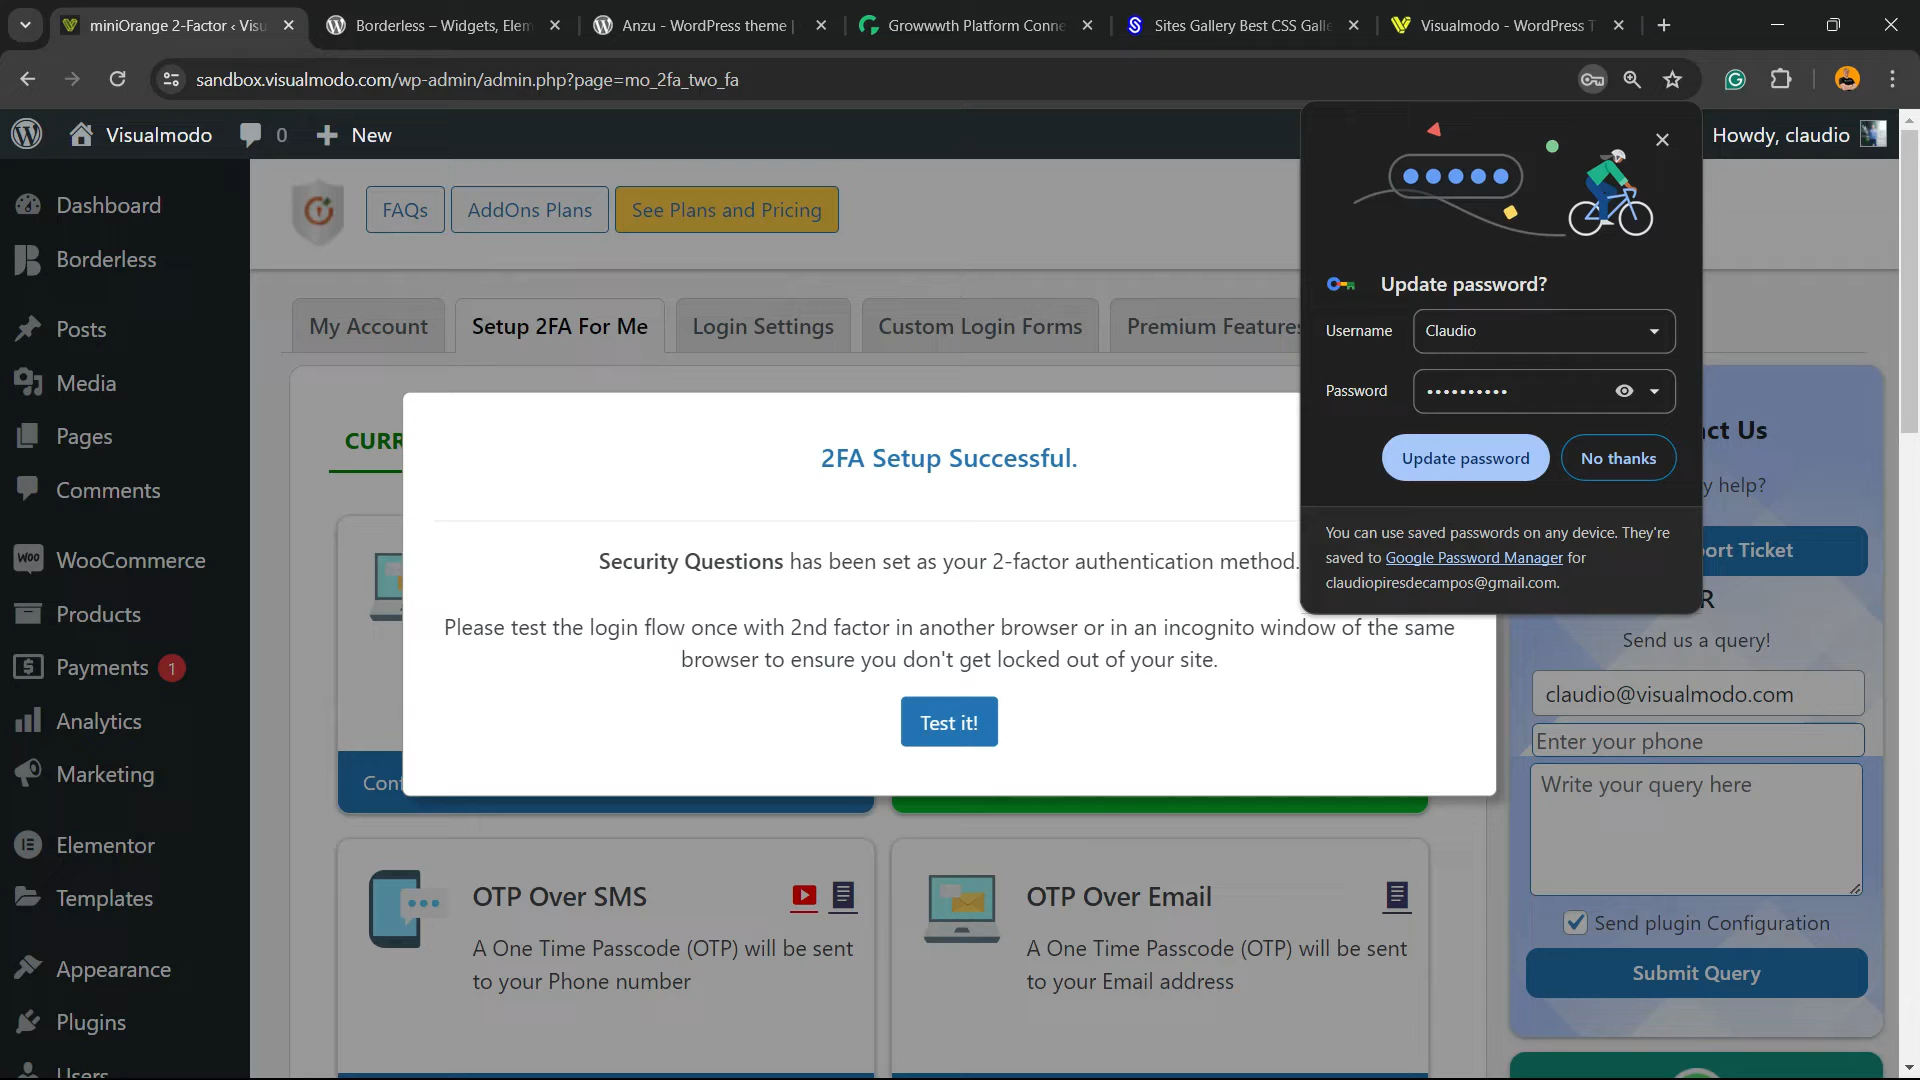 miniOrange 2-Factor ‹ Visu
Borderless – Widgets, Elem
Anzu - WordPress theme |
Growwwth Platform Conne
Sites Gallery Best CSS Galle
Visualmodo - WordPress T
sandbox.visualmodo.com/wp-admin/admin.php?page=mo_2fa_two_fa
Visualmodo
0
New
Howdy, claudio
Dashboard
Borderless
Posts
Media
Pages
Comments
WooCommerce
Products
Payments 1
Analytics
Marketing
Elementor
Templates
Appearance
Plugins
Users
FAQs
AddOns Plans
See Plans and Pricing
My Account
Setup 2FA For Me
Login Settings
Custom Login Forms
Premium Features
CURR
2FA Setup Successful.
Security Questions has been set as your 2-factor authentication method.
Please test the login flow once with 2nd factor in another browser or in an incognito window of the same
browser to ensure you don't get locked out of your site.
Test it!
Conf
OTP Over SMS
A One Time Passcode (OTP) will be sent
to your Phone number
OTP Over Email
A One Time Passcode (OTP) will be sent
to your Email address
Update password?
Username
Claudio
Password
••••••••••
Update password
No thanks
You can use saved passwords on any device. They're
saved to Google Password Manager for
claudiopiresdecampos@gmail.com.
ct Us
y help?
ort Ticket
R
Send us a query!
claudio@visualmodo.com
Enter your phone
Write your query here
Send plugin Configuration
Submit Query